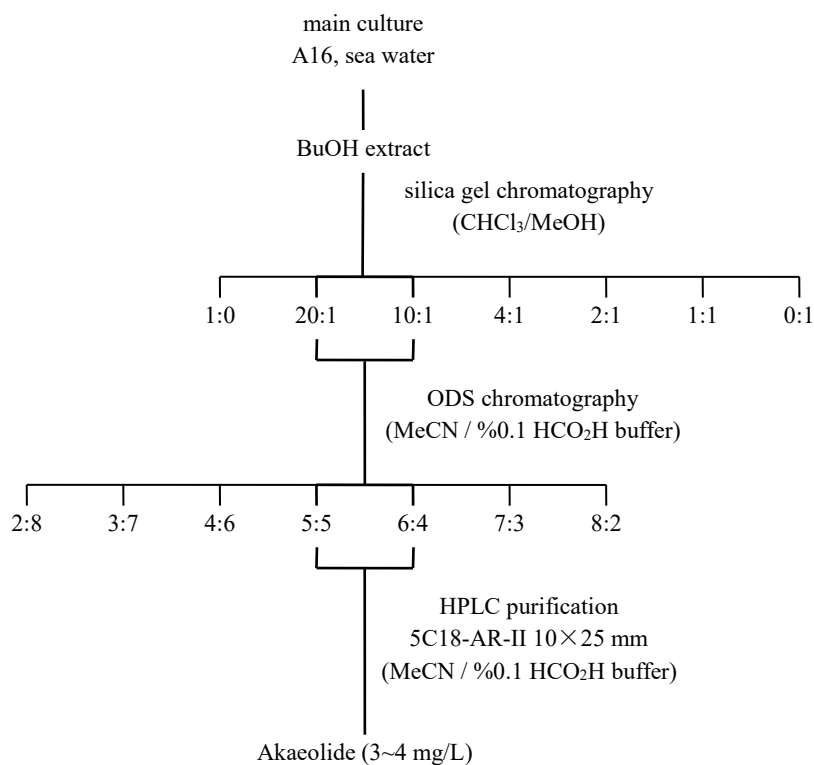 main culture
A16, sea water
BuOH extract
silica gel chromatography
(CHCl₃/MeOH)
1:0 20:1 10:1 4:1 2:1 1:1 0:1
ODS chromatography
(MeCN / %0.1 HCO₂H buffer)
2:8 3:7 4:6 5:5 6:4 7:3 8:2
HPLC purification
5C18-AR-II 10×25 mm
(MeCN / %0.1 HCO₂H buffer)
Akaeolide (3~4 mg/L)